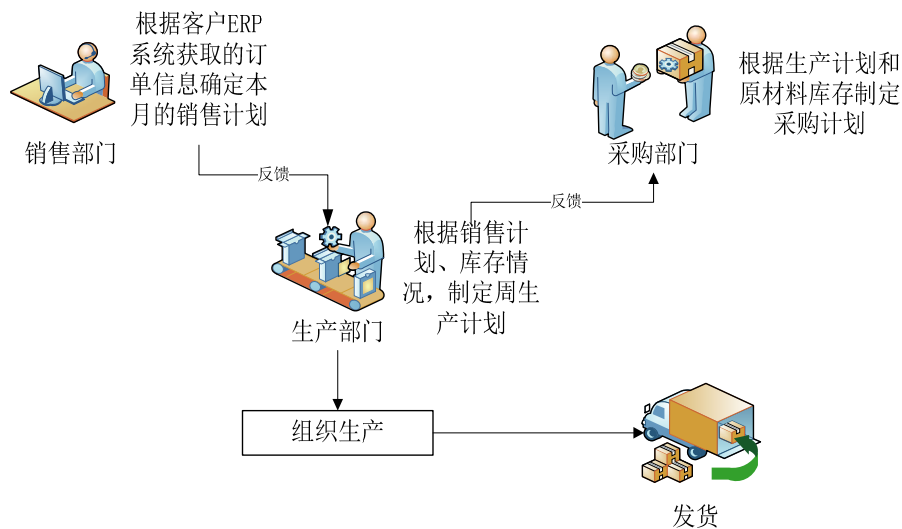 根据客户ERP
系统获取的订
单信息确定本
月的销售计划
销售部门
反馈
根据生产计划和
原材料库存制定
采购计划
采购部门
反馈
根据销售计
划、库存情
况，制定周生
产计划
生产部门
组织生产
发货